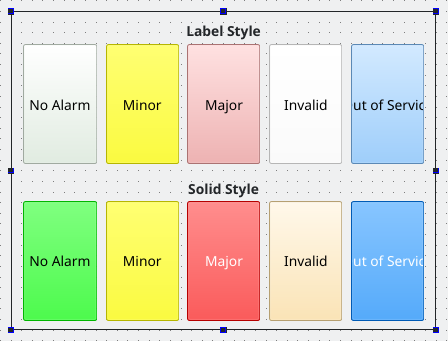 Label Style
No Alarm Minor Major Invalid ut of Servic
Solid Style
No Alarm Minor Major Invalid ut of Servic